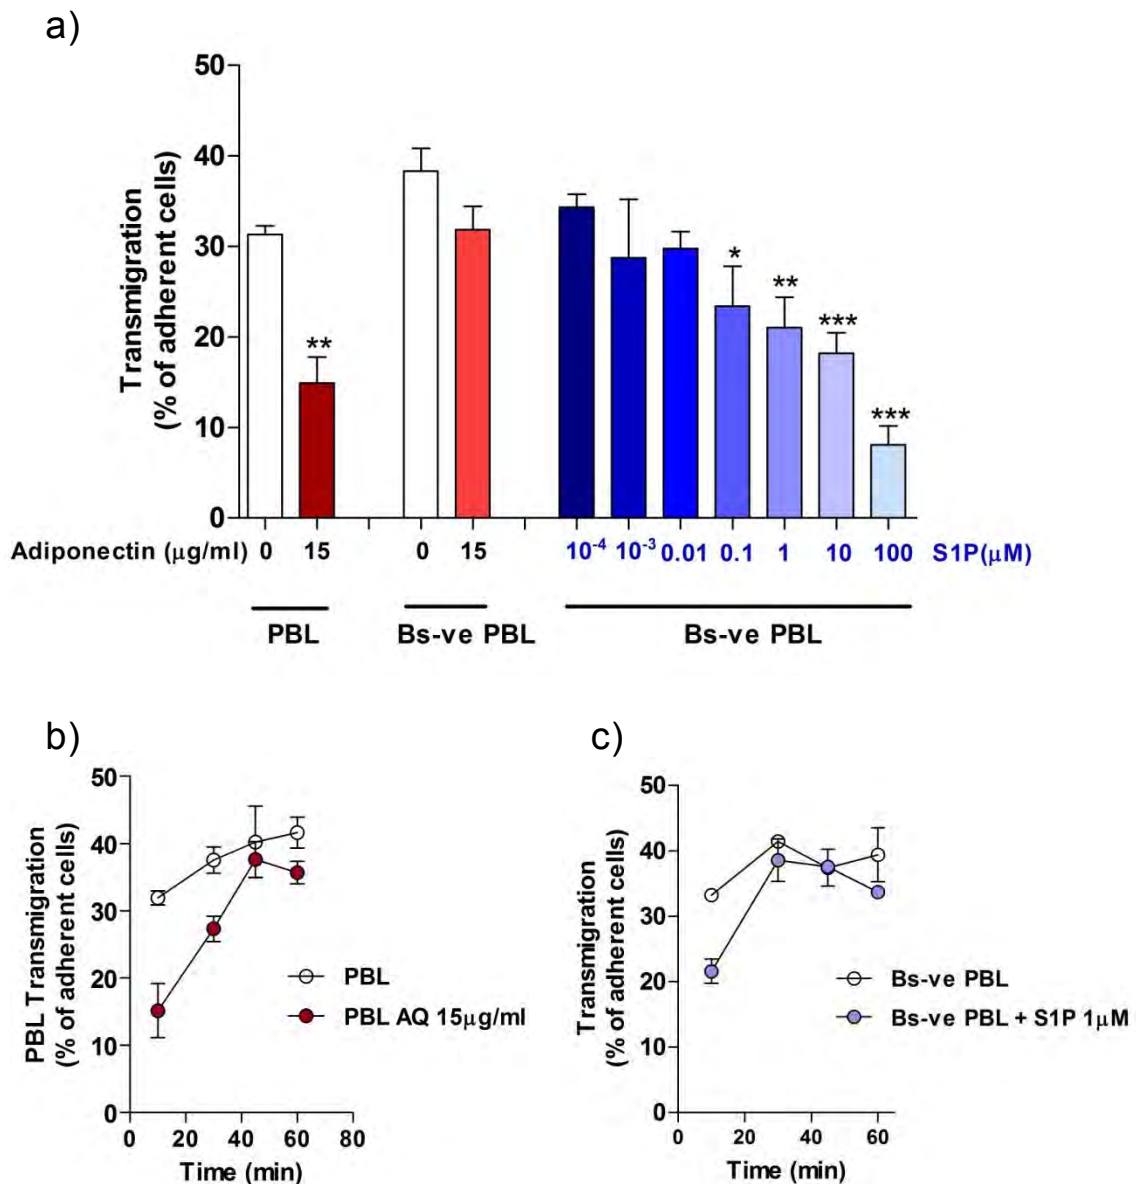 a)
50
40
30
20
10
0
Transmigration
(% of adherent cells)
**
*
**
***
***
Adiponectin (μg/ml) 0 15 0 15 10⁻⁴ 10⁻³ 0.01 0.1 1 10 100 S1P(μM)
PBL Bs-ve PBL Bs-ve PBL
b)
50
40
30
20
10
0
PBL Transmigration
(% of adherent cells)
PBL
PBL AQ 15μg/ml
0 20 40 60 80
Time (min)
c)
50
40
30
20
10
0
Transmigration
(% of adherent cells)
Bs-ve PBL
Bs-ve PBL + S1P 1μM
0 20 40 60
Time (min)